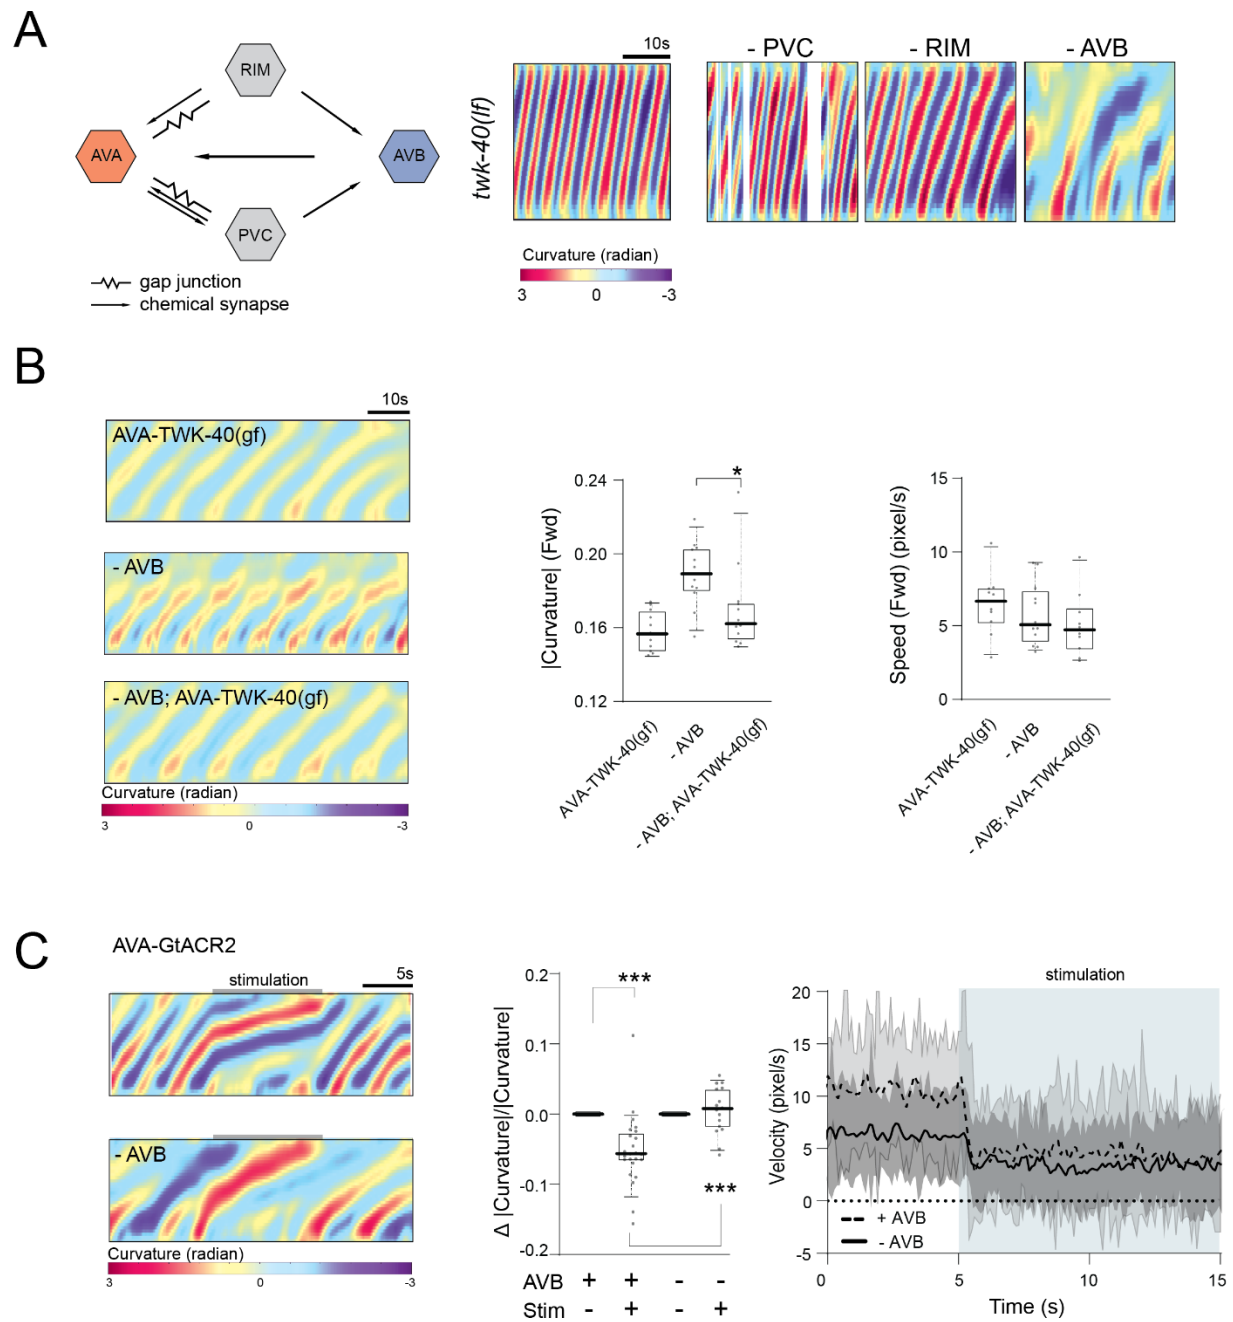 A
RIM
AVA
AVB
PVC
gap junction
chemical synapse
twk-40(lf)
10s
- PVC
- RIM
- AVB
Curvature (radian)
3 0 -3
B
10s
AVA-TWK-40(gf)
- AVB
- AVB; AVA-TWK-40(gf)
Curvature (radian)
3 0 -3
|Curvature| (Fwd)
0.24
0.20
0.16
0.12
*
AVA-TWK-40(gf)
- AVB
- AVB; AVA-TWK-40(gf)
Speed (Fwd) (pixel/s)
15
10
5
0
AVA-TWK-40(gf)
- AVB
- AVB; AVA-TWK-40(gf)
C
AVA-GtACR2
stimulation
5s
- AVB
Curvature (radian)
3 0 -3
Δ |Curvature|/|Curvature|
0.2
0.1
0.0
-0.1
-0.2
***
***
AVB + + - -
Stim - + - +
stimulation
Velocity (pixel/s)
20
15
10
5
0
-5
+ AVB
- AVB
0 5 10 15
Time (s)